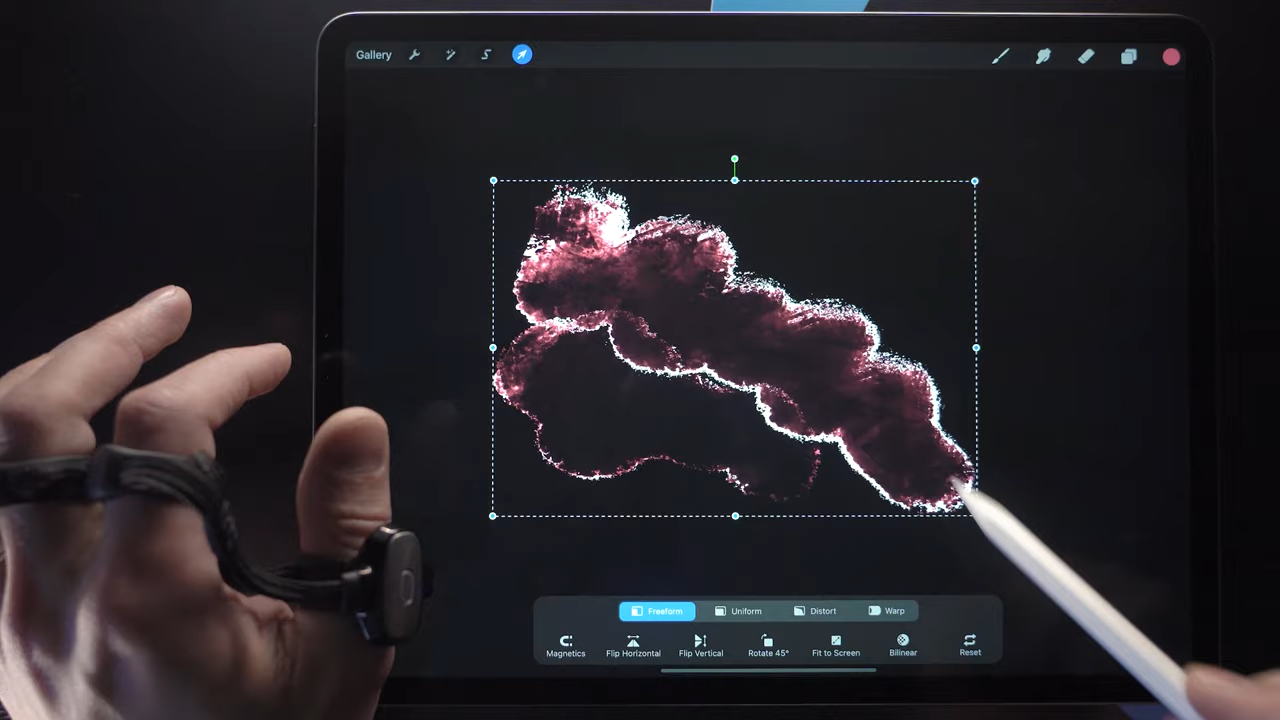 Gallery
Freeform Uniform Distort Warp
Magnetics Flip Horizontal Flip Vertical Rotate 45° Fit to Screen Bilinear Reset